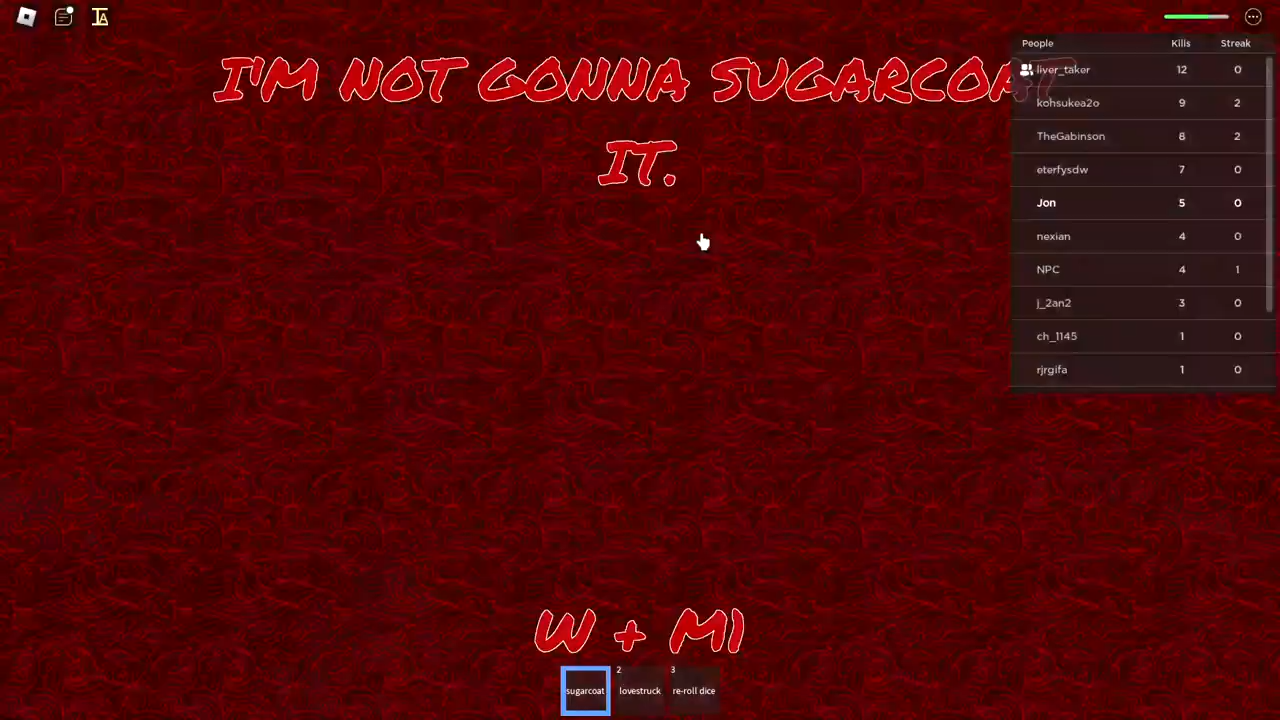 I'M NOT GONNA SUGARCOAT
IT.
People Kills Streak
liver_taker 12 0
kohsukea2o 9 2
TheGabinson 8 2
eterfysdw 7 0
Jon 5 0
nexian 4 0
NPC 4 1
j_2an2 3 0
ch_1145 1 0
rjrgifa 1 0
W + M1
sugarcoat
2 lovestruck
3 re-roll dice